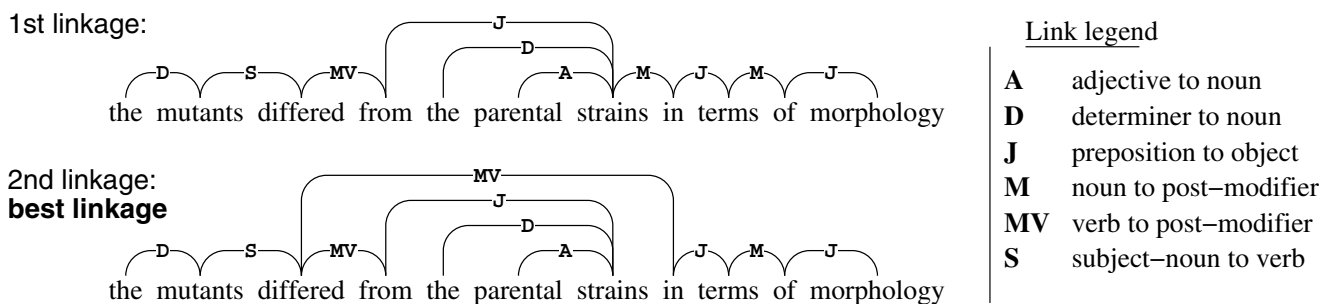 1st linkage:
J
D
D S MV A M J M J
the mutants differed from the parental strains in terms of morphology
2nd linkage:
best linkage
MV
J
D
D S MV A J M J
the mutants differed from the parental strains in terms of morphology
Link legend
A adjective to noun
D determiner to noun
J preposition to object
M noun to post−modifier
MV verb to post−modifier
S subject−noun to verb